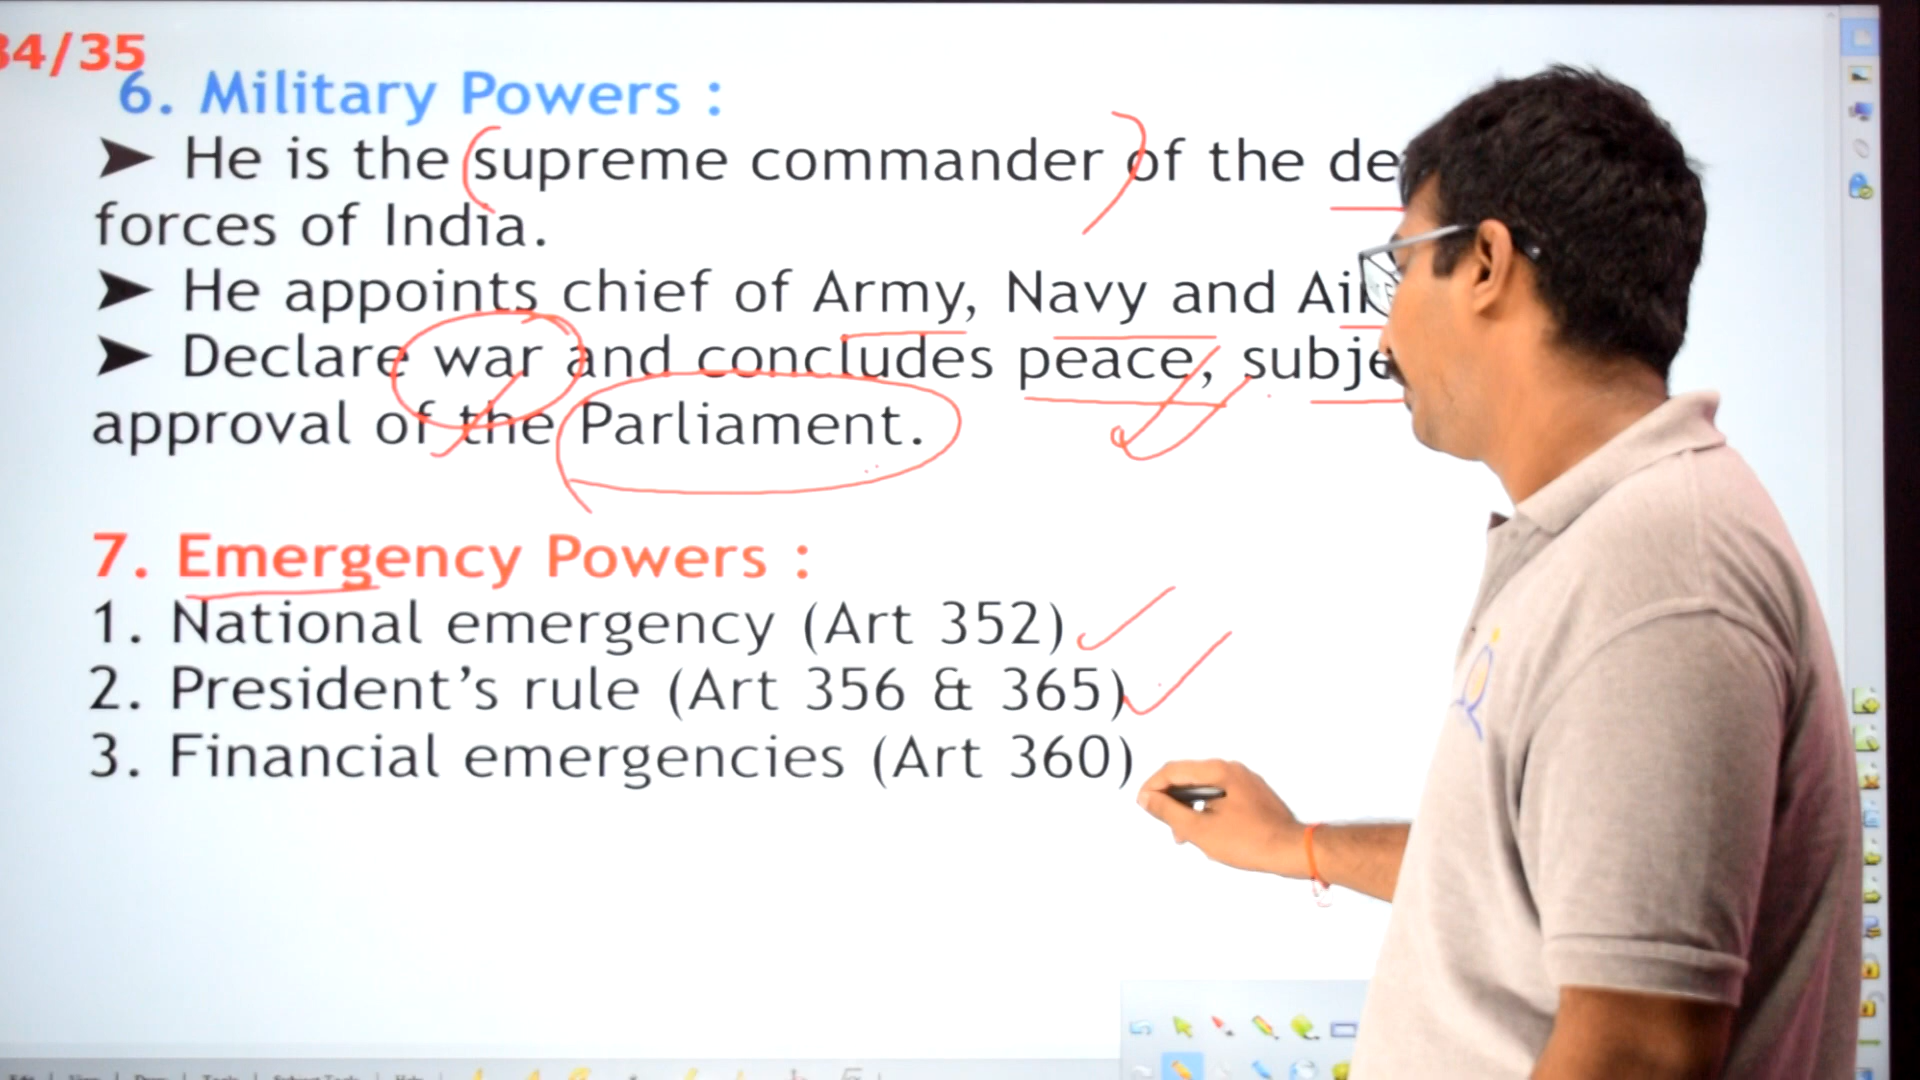 34/35
6. Military Powers :
➤ He is the supreme commander of the de
forces of India.
➤ He appoints chief of Army, Navy and Air
➤ Declare war and concludes peace, subje
approval of the Parliament.
7. Emergency Powers :
1. National emergency (Art 352)
2. President’s rule (Art 356 & 365)
3. Financial emergencies (Art 360)